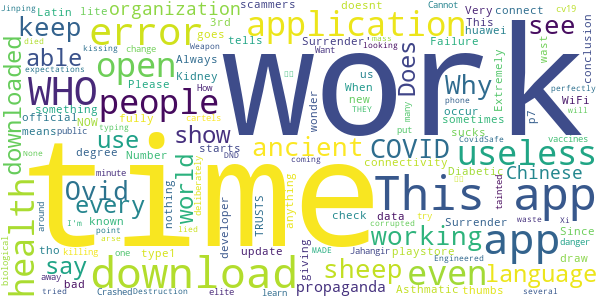 Jinping died Latin lite organization 3rd scammers Cannot cv19
kissing change doesnt connect many
Weapon Want goes Very huawei
keep error application see
expectations tells Surrender' This conclusion
able open Kidney Failure looking
Always us wast
WHO people Does Why Extremely WiFi
Please wonder When occur p7
something How new
official show ancient COVID useless
means public NOW fully THEY sometimes will
use Number sucks phone
degree typing starts cartels mass put
downloaded None minute connectivity CovidSafe vaccines
health time work
Ovid World DND anything Diabetic perfectly
every coming tainted
I'm known nothing check This app
around point developer data Surrender Xi
tho arse TRUSTS working app
say one lied deliberately try Since danger
type1 update corrupted playstore draw
biological killing giving sheep even language
download Jahangir Asthmatic thumbs
bad propaganda
away Crashed Destruction learn Engineered
tried elite MADE several waste
Chinese